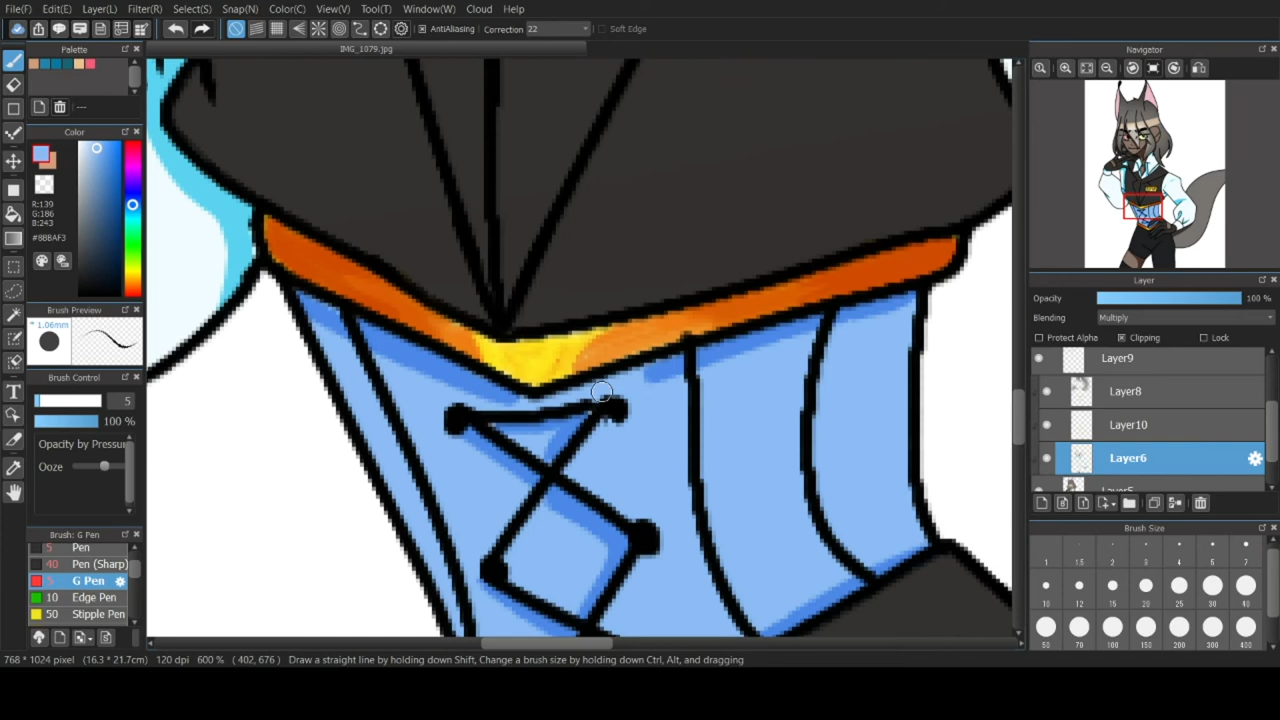 File(F) Edit(E) Layer(L) Filter(R) Select(S) Snap(N) Color(C) View(V) Tool(T) Window(W) Cloud Help
AntiAliasing Correction 22 Soft Edge
Palette
IMG_1079.jpg
Navigator
---
Color
R:139
G:186
B:243
#8BBAF3
Layer
Opacity 100 %
Blending Multiply
Protect Alpha Clipping Lock
Layer9
Layer8
Layer10
Layer6
Layer5
Brush Preview
* 1.06mm
Brush Control
5
100 %
Opacity by Pressur
Ooze
Brush: G Pen
5 Pen
40 Pen (Sharp)
5 G Pen
10 Edge Pen
50 Stipple Pen
Brush Size
1 1.5 2 3 4 5 7
10 12 15 20 25 30 40
50 70 100 150 200 300 400
768 * 1024 pixel (16.3 * 21.7cm) 120 dpi 600 % ( 402, 676 ) Draw a straight line by holding down Shift, Change a brush size by holding down Ctrl, Alt, and dragging